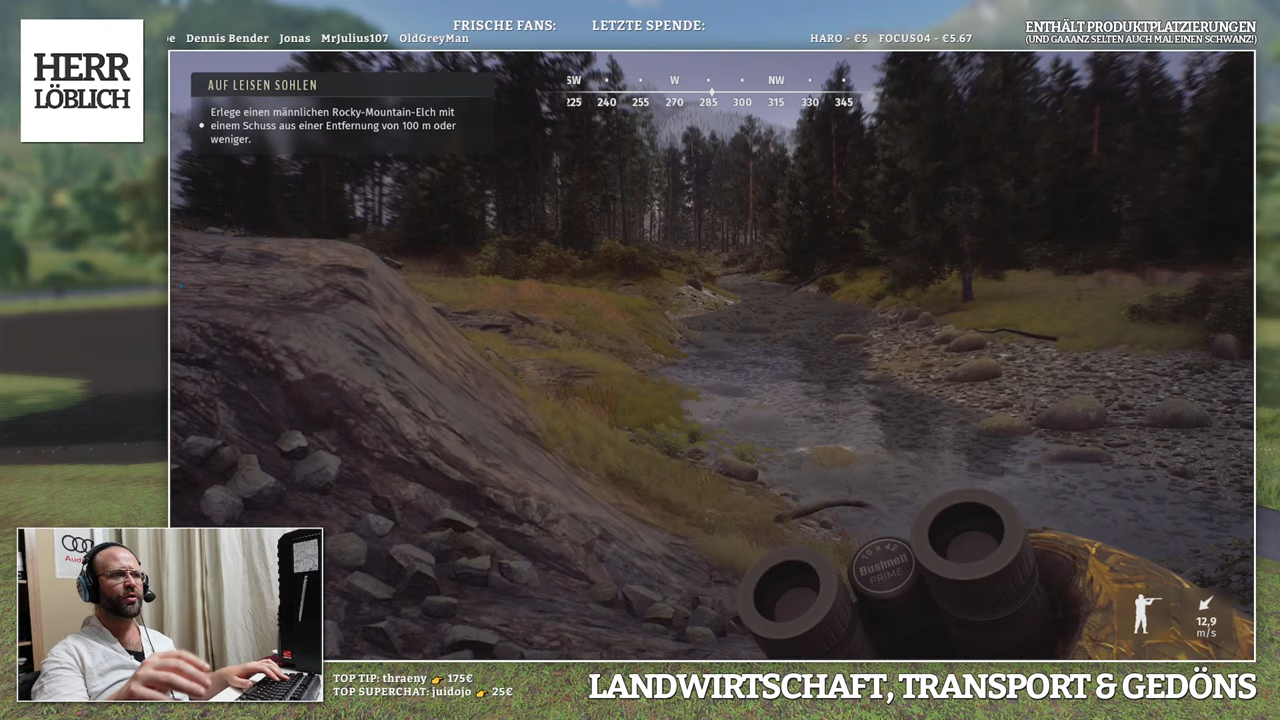 FRISCHE FANS:
LETZTE SPENDE:
Dennis Bender Jonas MrJulius107 OldGreyMan
HARO - €5 FOCUS04 - €5.67
ENTHÄLT PRODUKTPLATZIERUNGEN
(UND GAAANZ SELTEN AUCH MAL EINEN SCHWANZ!)
HERR
LÖBLICH
AUF LEISEN SOHLEN
Erlege einen männlichen Rocky-Mountain-Elch mit
einem Schuss aus einer Entfernung von 100 m oder
weniger.
SW W NW
225 240 255 270 285 300 315 330 345
10 x 42
Bushnell
PRIME
12,9
m/s
Audi
TOP TIP: thraeny 👉 175€
TOP SUPERCHAT: juidojo 👉 25€
LANDWIRTSCHAFT, TRANSPORT & GEDÖNS